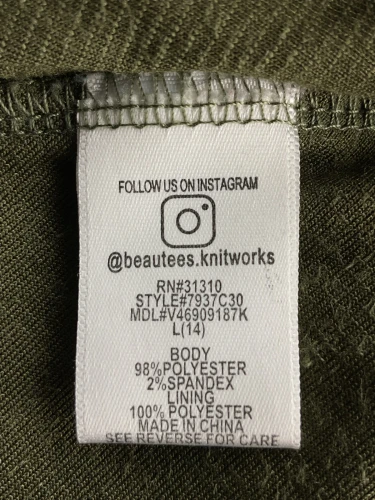 FOLLOW US ON INSTAGRAM
@beautees.knitworks
RN#31310
STYLE#7937C30
MDL#V46909187K
L(14)
BODY
98%POLYESTER
2%SPANDEX
LINING
100% POLYESTER
MADE IN CHINA
SEE REVERSE FOR CARE